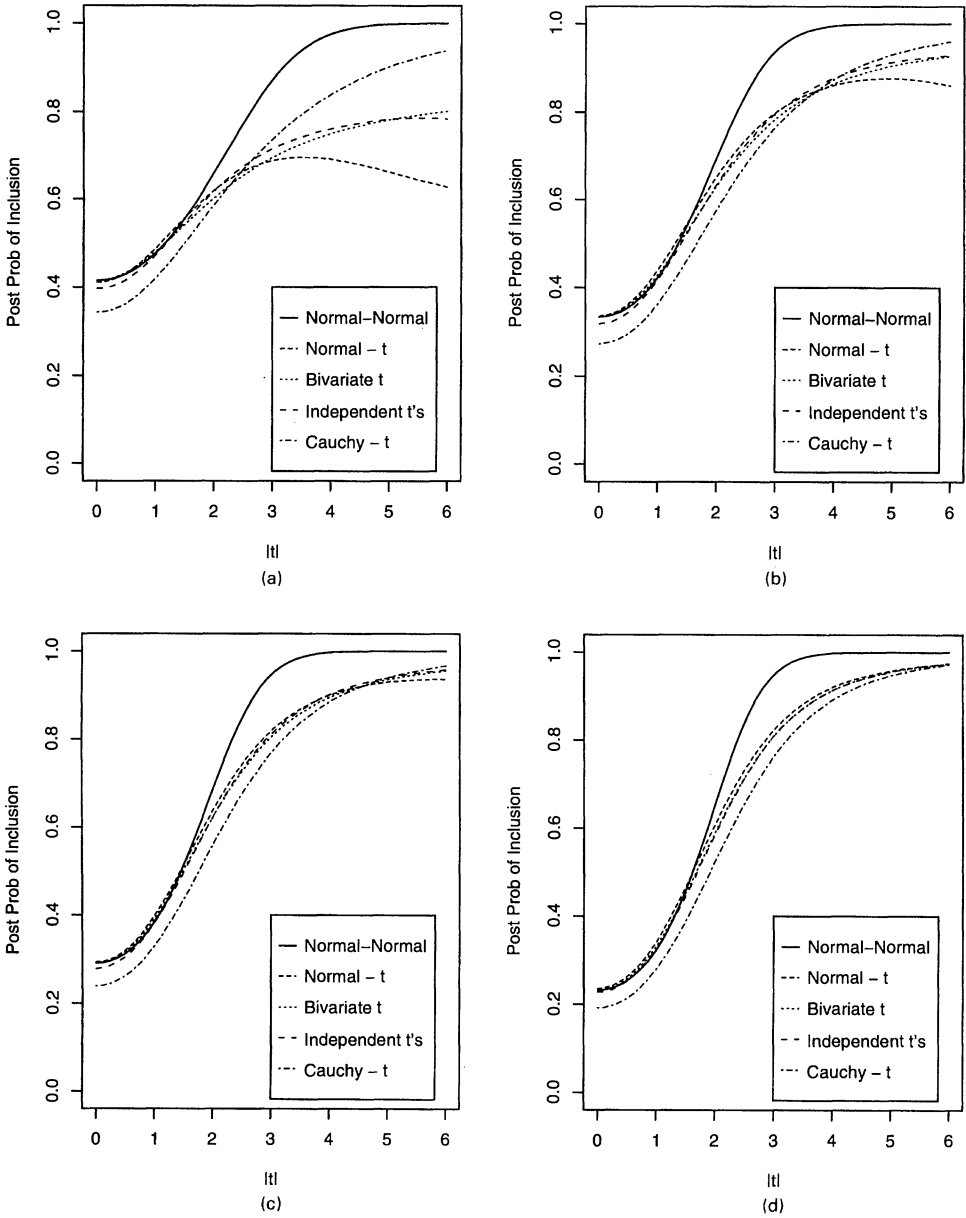 Post Prob of Inclusion
1.0
0.8
0.6
0.4
0.2
0.0
Normal–Normal
Normal – t
Bivariate t
Independent t's
Cauchy – t
0 1 2 3 4 5 6
|t|
(a)
Post Prob of Inclusion
1.0
0.8
0.6
0.4
0.2
0.0
Normal–Normal
Normal – t
Bivariate t
Independent t's
Cauchy – t
0 1 2 3 4 5 6
|t|
(b)
Post Prob of Inclusion
1.0
0.8
0.6
0.4
0.2
0.0
Normal–Normal
Normal – t
Bivariate t
Independent t's
Cauchy – t
0 1 2 3 4 5 6
|t|
(c)
Post Prob of Inclusion
1.0
0.8
0.6
0.4
0.2
0.0
Normal–Normal
Normal – t
Bivariate t
Independent t's
Cauchy – t
0 1 2 3 4 5 6
|t|
(d)